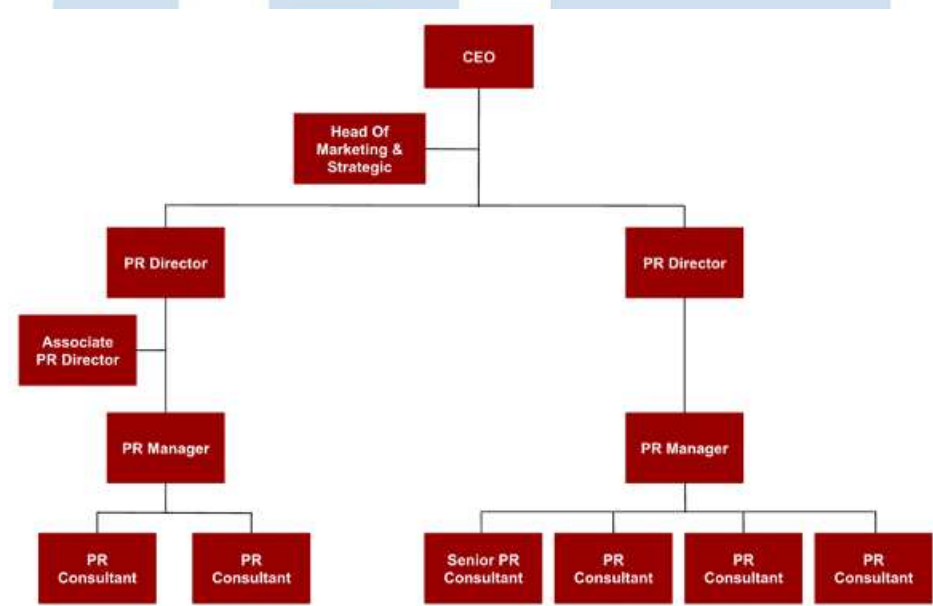 CEO
Head Of
Marketing &
Strategic
PR Director
PR Director
Associate
PR Director
PR Manager
PR Manager
PR
Consultant
PR
Consultant
Senior PR
Consultant
PR
Consultant
PR
Consultant
PR
Consultant